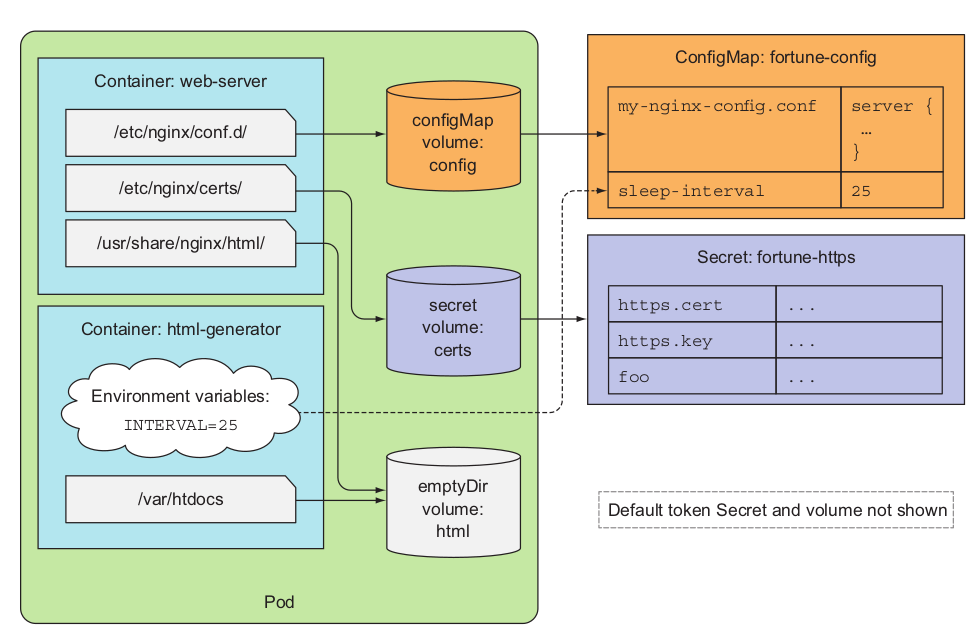 Container: web-server
/etc/nginx/conf.d/
/etc/nginx/certs/
/usr/share/nginx/html/
Container: html-generator
Environment variables:
INTERVAL=25
/var/htdocs
configMap
volume:
config
secret
volume:
certs
emptyDir
volume:
html
Pod
ConfigMap: fortune-config
my-nginx-config.conf
server {
…
}
sleep-interval
25
Secret: fortune-https
https.cert
...
https.key
...
foo
...
Default token Secret and volume not shown